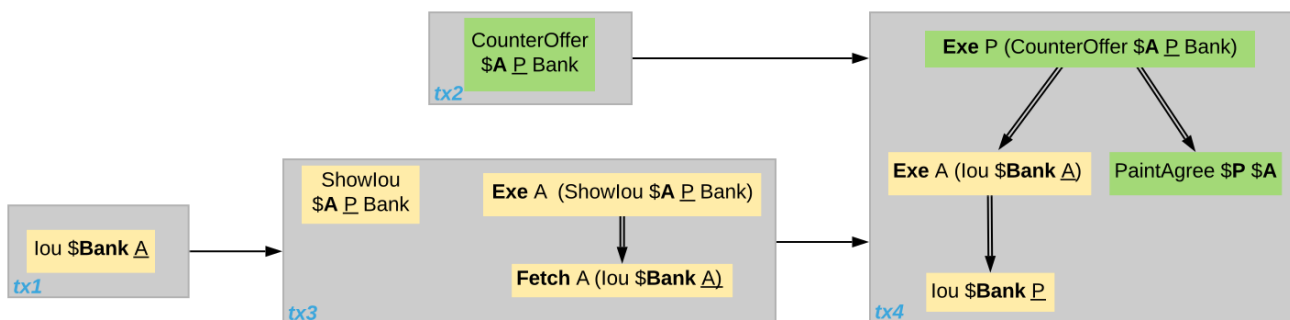 CounterOffer
$A P Bank
tx2
Exe P (CounterOffer $A P Bank)
Exe A (Iou $Bank A)
PaintAgree $P $A
Iou $Bank P
tx4
ShowIou
$A P Bank
Exe A (ShowIou $A P Bank)
Fetch A (Iou $Bank A)
tx3
Iou $Bank A
tx1